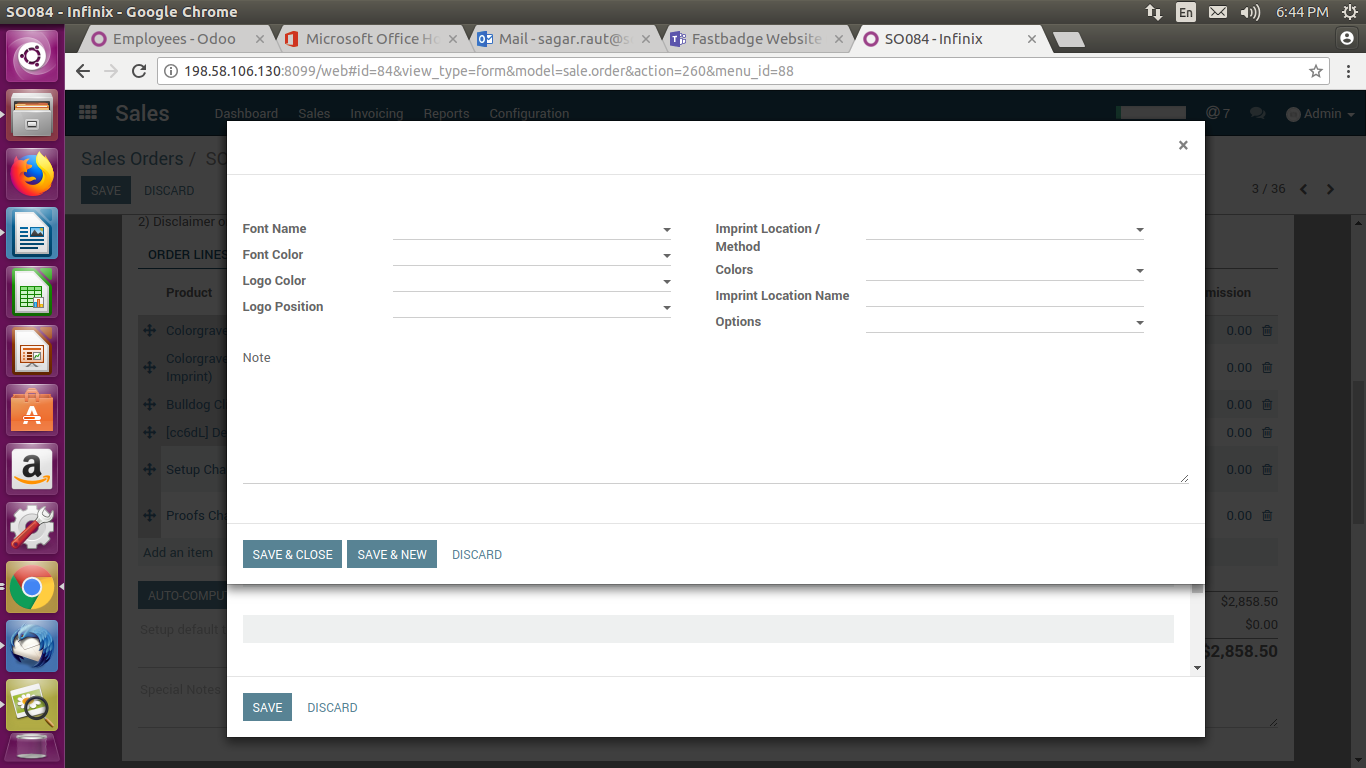 SO084 - Infinix - Google Chrome
En
6:44 PM
Employees - Odoo
Microsoft Office Ho
Mail - sagar.raut@s
Fastbadge Website
SO084 - Infinix
198.58.106.130:8099/web#id=84&view_type=form&model=sale.order&action=260&menu_id=88
Sales
Dashboard
Sales
Invoicing
Reports
Configuration
@ 7
Admin
Sales Orders / SO
SAVE
DISCARD
3 / 36
2) Disclaimer o
ORDER LINES
Product
mission
Colorgrave
0.00
Colorgrave
Imprint)
0.00
Bulldog Cl
0.00
[cc6dL] De
0.00
Setup Cha
0.00
Proofs Cha
0.00
Add an item
AUTO-COMPU
Setup default t
Special Notes
$2,858.50
$0.00
$2,858.50
×
Font Name
Font Color
Logo Color
Logo Position
Imprint Location /
Method
Colors
Imprint Location Name
Options
Note
SAVE & CLOSE
SAVE & NEW
DISCARD
SAVE
DISCARD